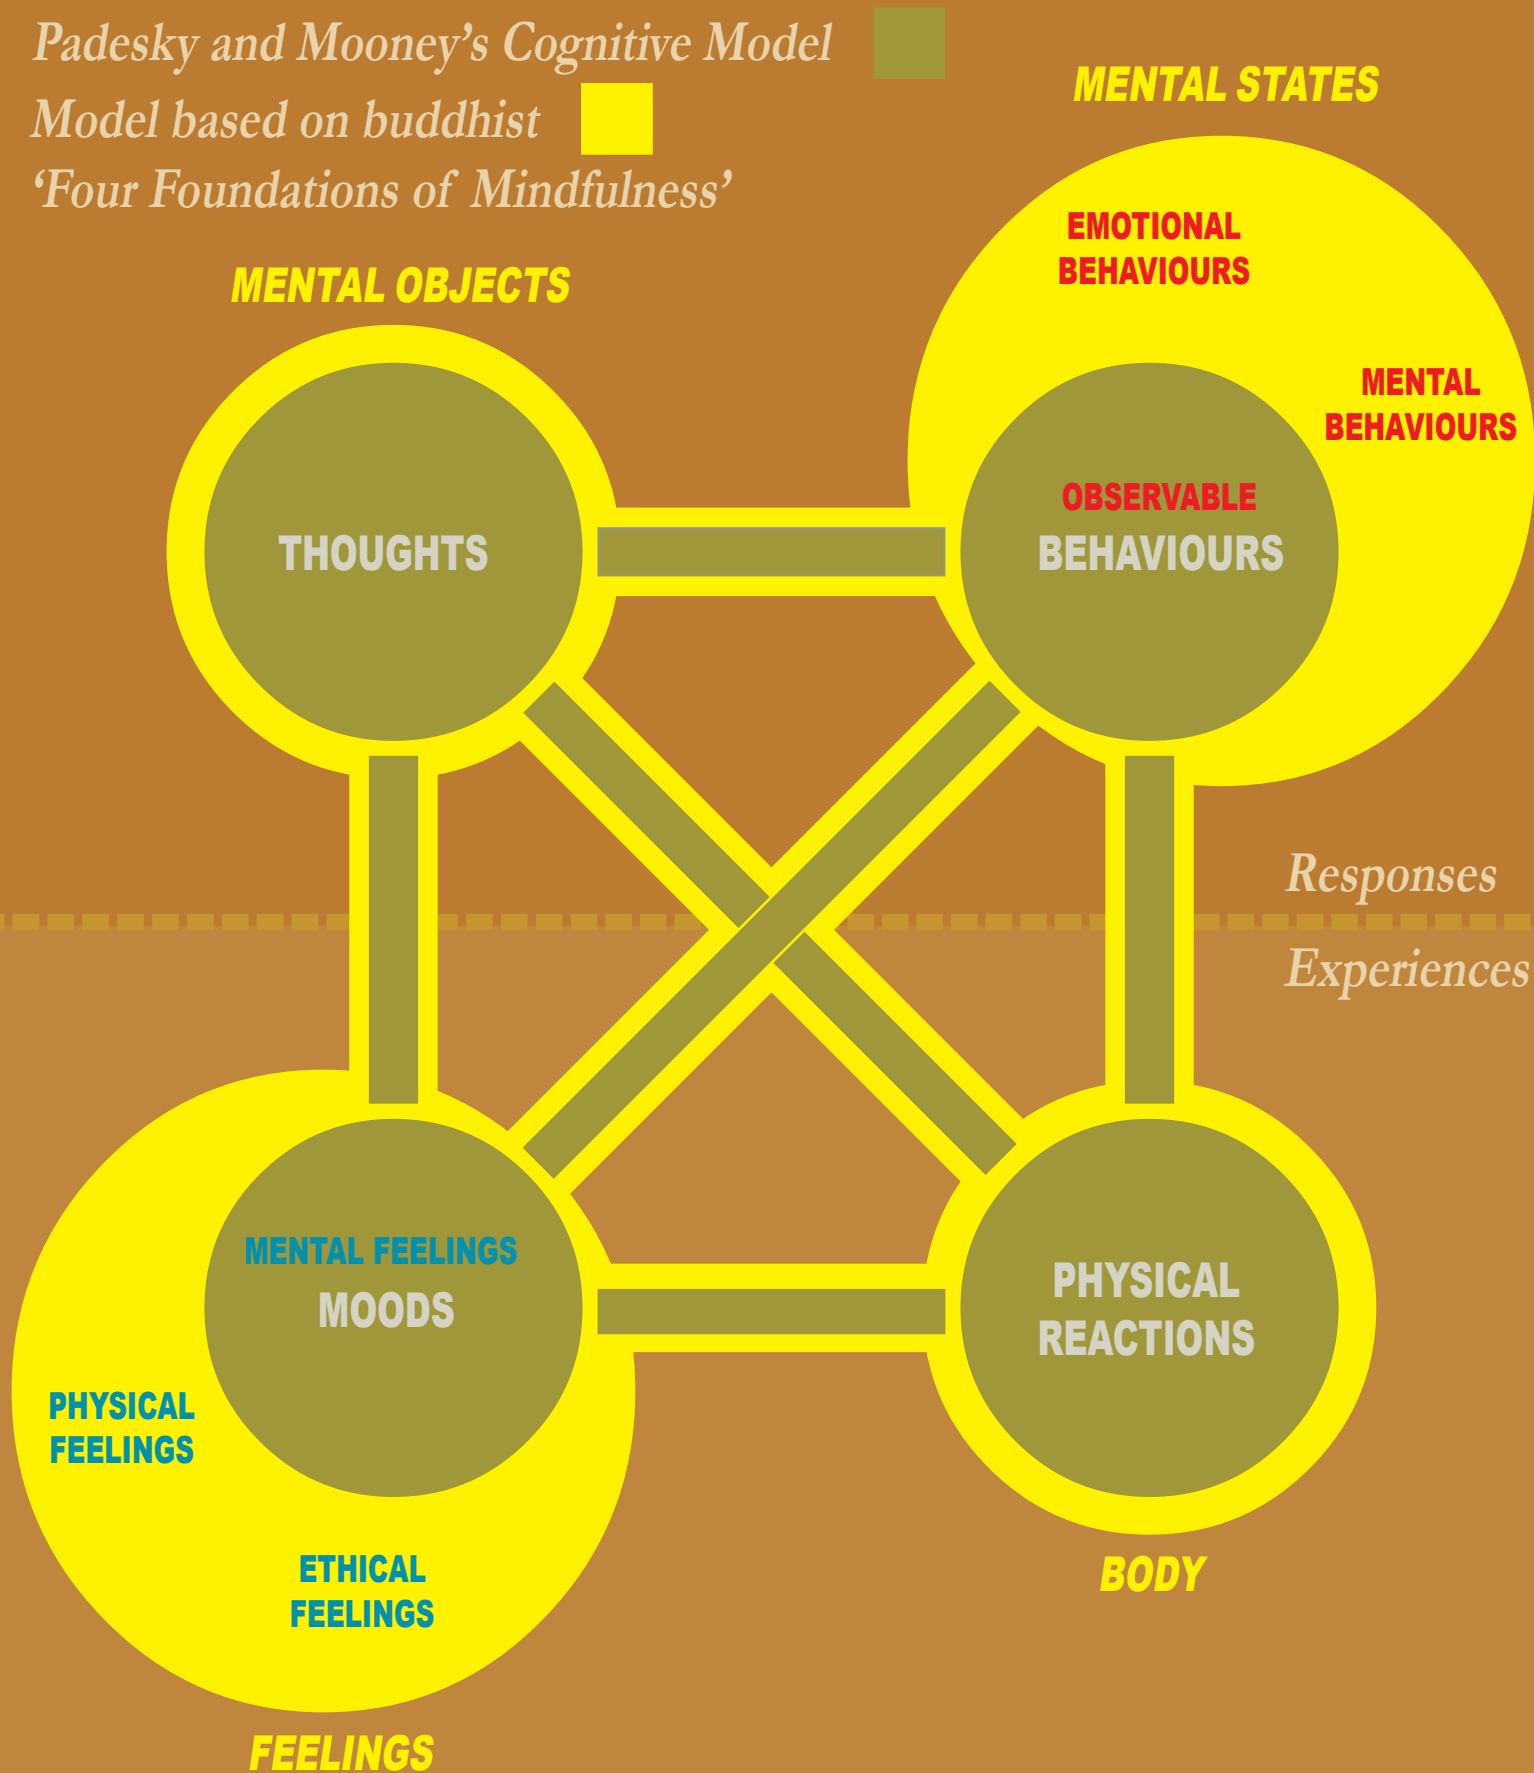 Padesky and Mooney’s Cognitive Model
Model based on buddhist
‘Four Foundations of Mindfulness’
MENTAL STATES
EMOTIONAL
BEHAVIOURS
MENTAL
BEHAVIOURS
OBSERVABLE
BEHAVIOURS
MENTAL OBJECTS
THOUGHTS
Responses
Experiences
MENTAL FEELINGS
MOODS
PHYSICAL
FEELINGS
ETHICAL
FEELINGS
FEELINGS
PHYSICAL
REACTIONS
BODY